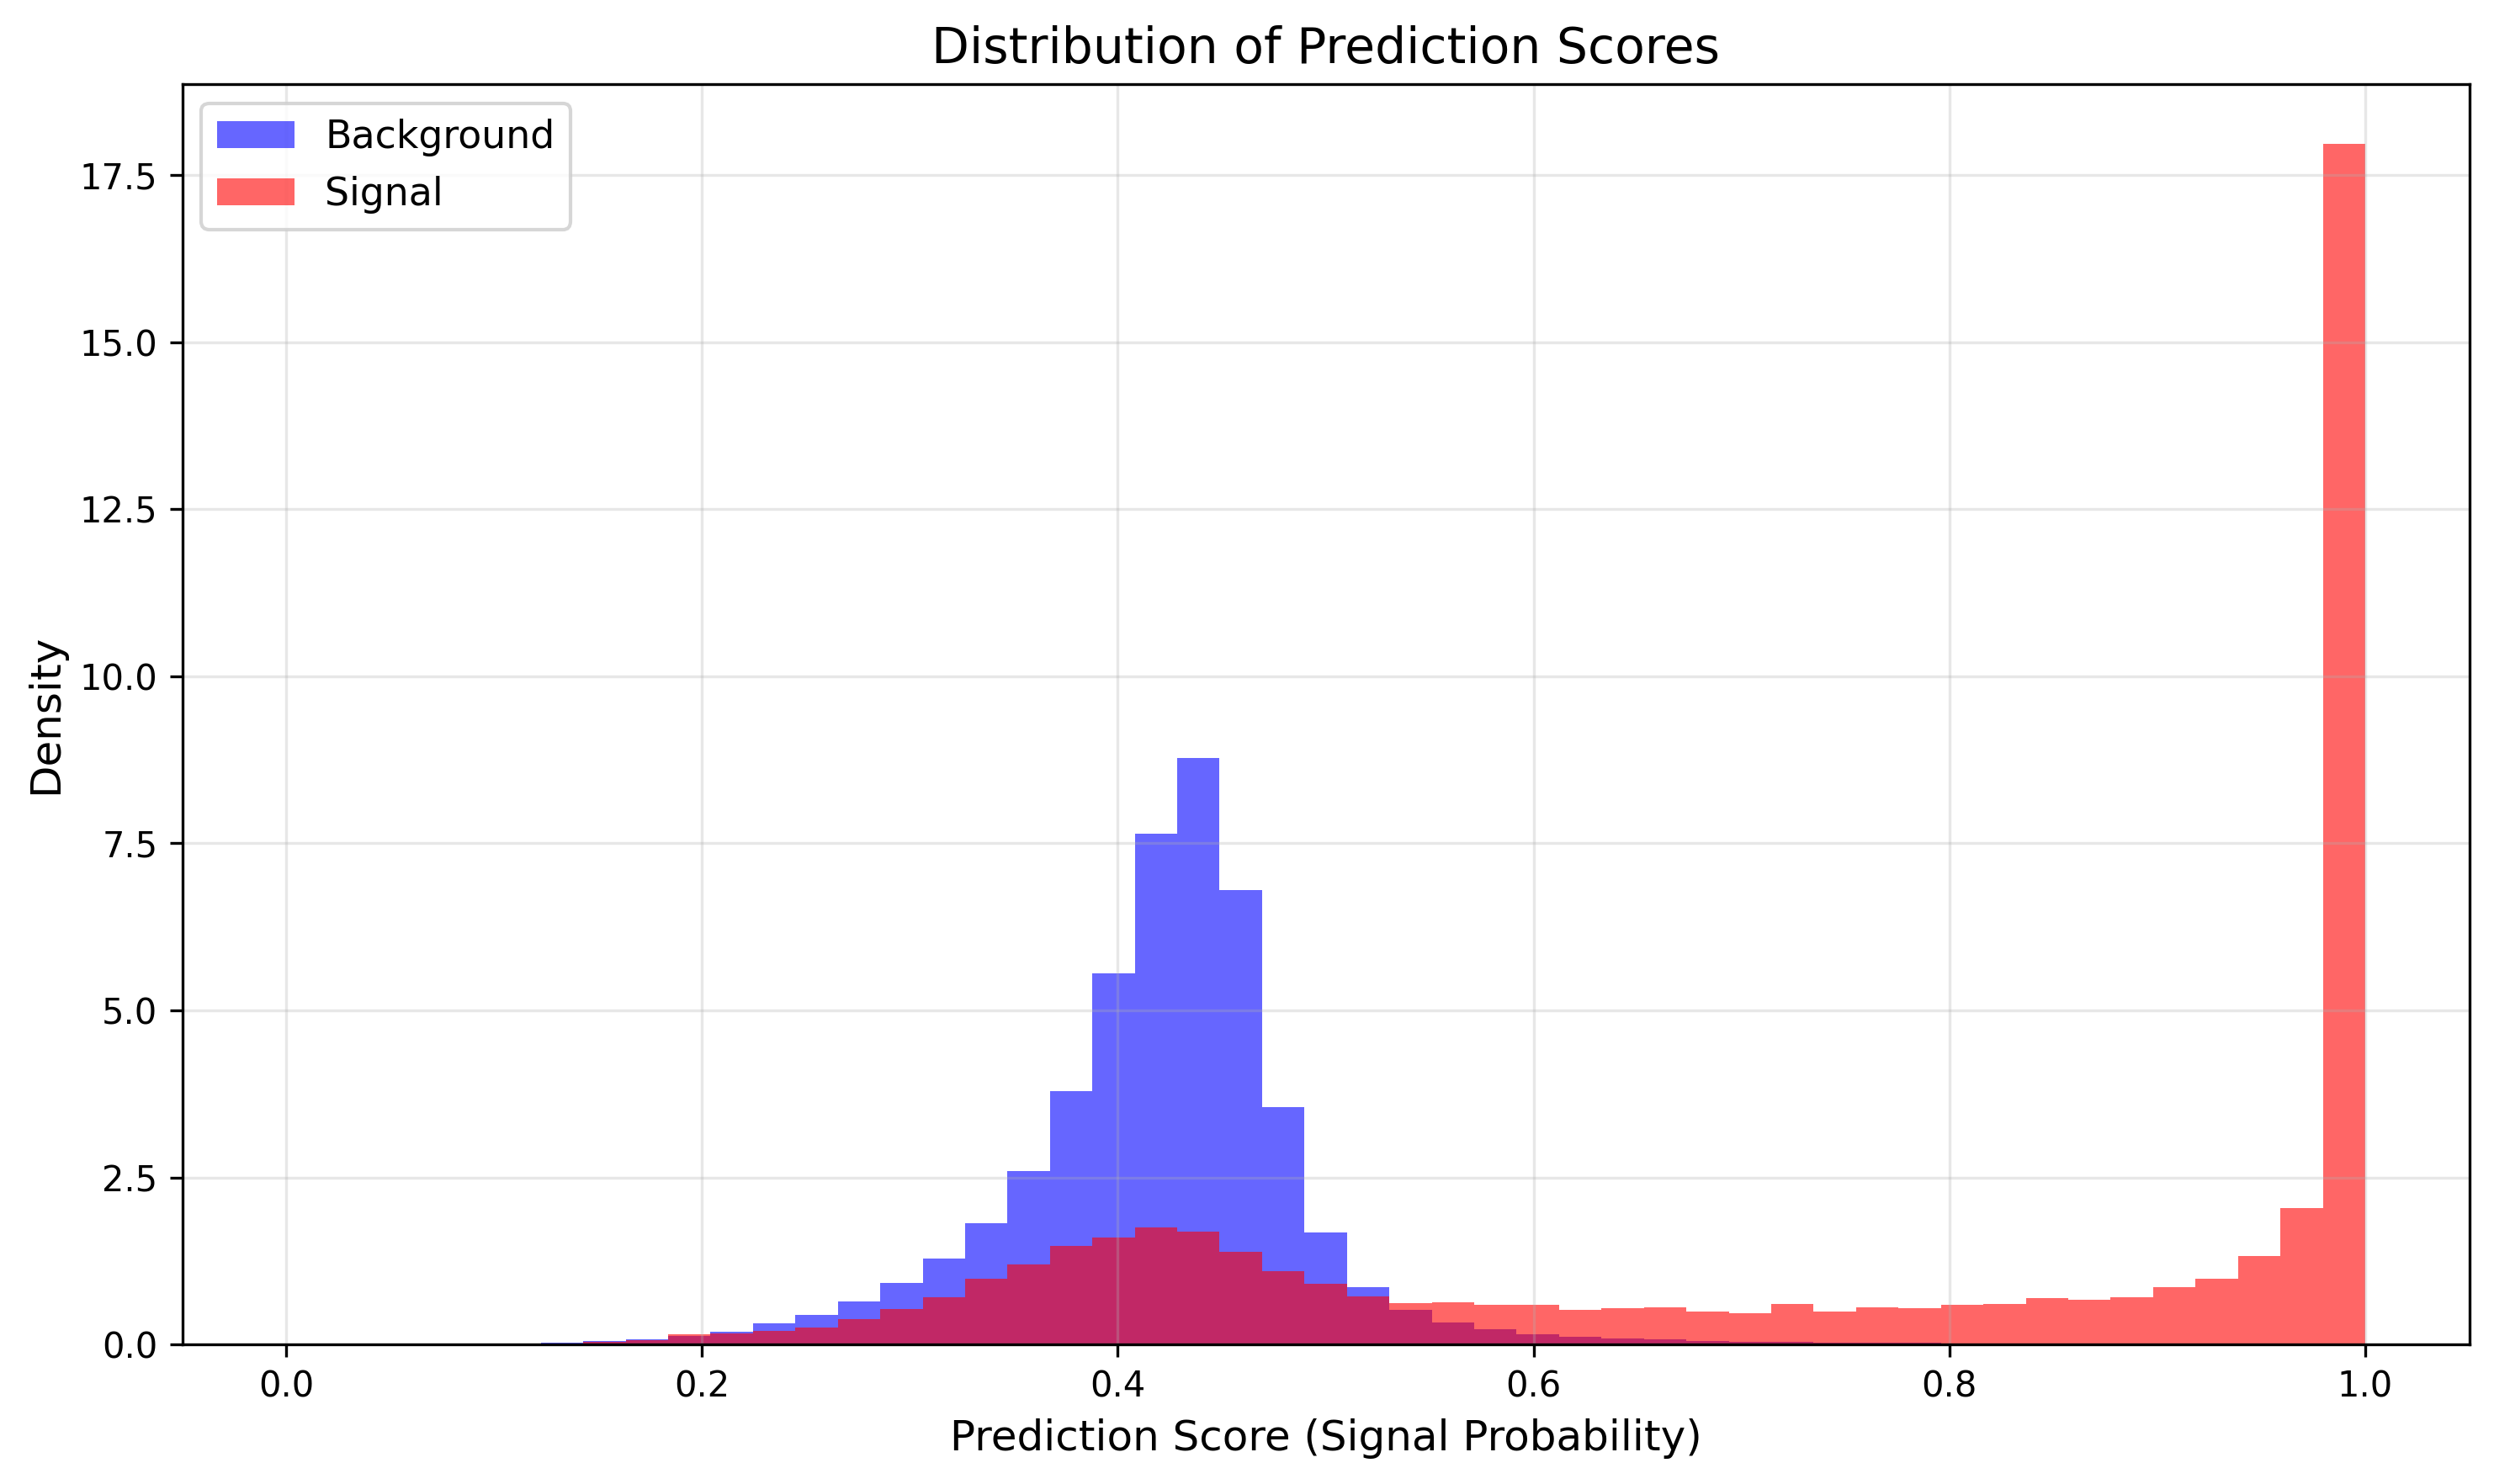 Distribution of Prediction Scores
Background
Signal
17.5
15.0
12.5
10.0
7.5
5.0
2.5
0.0
Density
0.0 0.2 0.4 0.6 0.8 1.0
Prediction Score (Signal Probability)